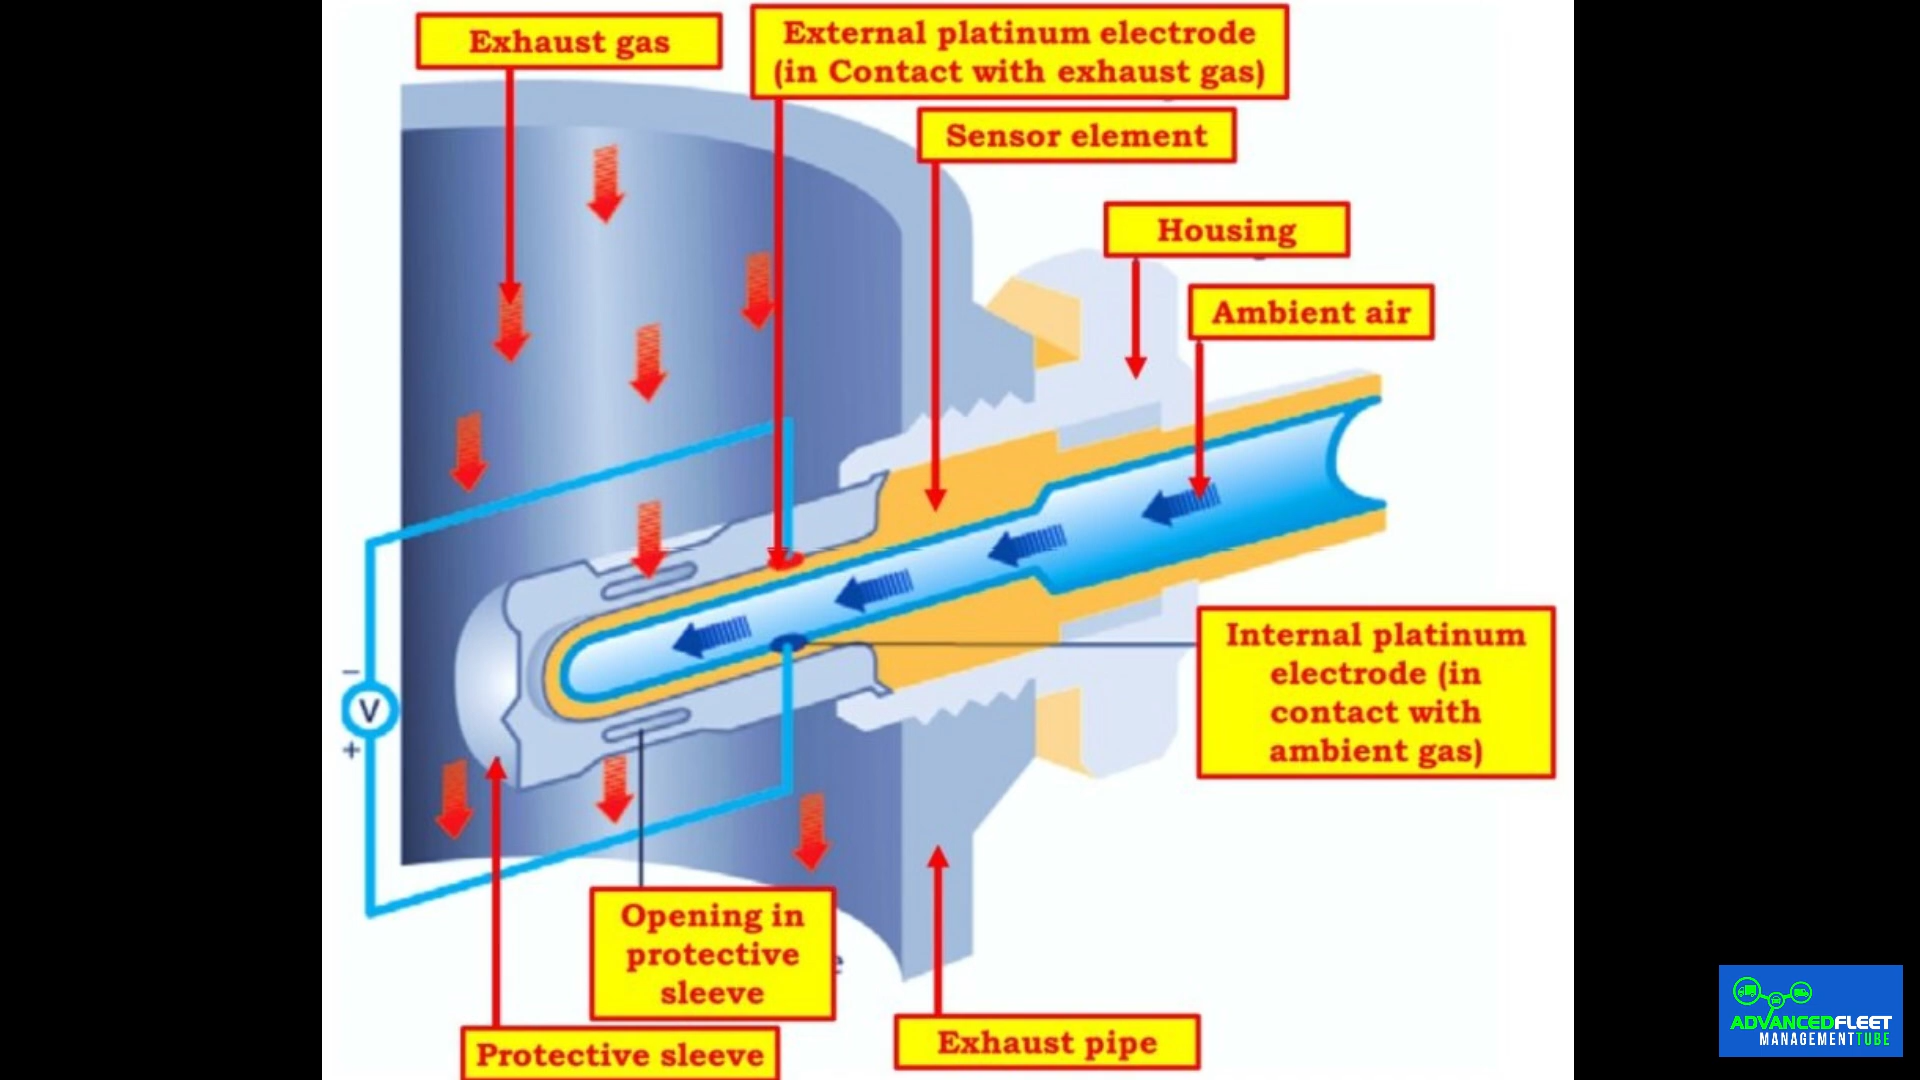 Exhaust gas
External platinum electrode
(in Contact with exhaust gas)
Sensor element
Housing
Ambient air
Internal platinum
electrode (in
contact with
ambient gas)
−
V
+
Opening in
protective
sleeve
Protective sleeve
Exhaust pipe
ADVANCEDFLEET
MANAGEMENTTUBE